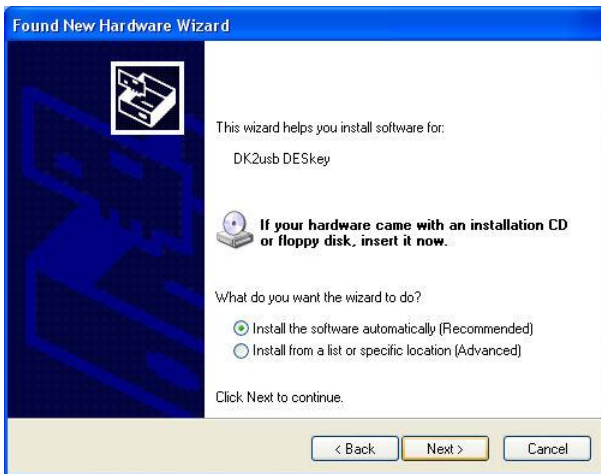 Found New Hardware Wizard
This wizard helps you install software for:
DK2usb DESkey
If your hardware came with an installation CD
or floppy disk, insert it now.
What do you want the wizard to do?
Install the software automatically (Recommended)
Install from a list or specific location (Advanced)
Click Next to continue.
< Back Next > Cancel